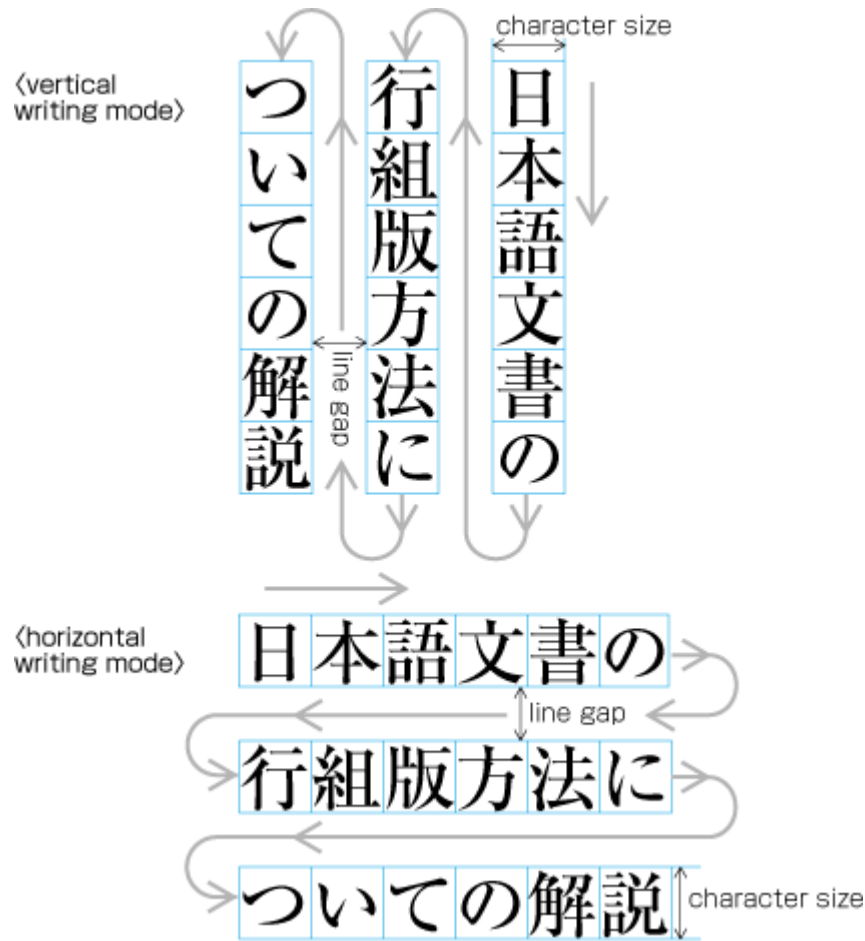 character size
〈vertical
writing mode〉
日本語文書の
行組版方法に
ついての解説
line gap
〈horizontal
writing mode〉
日本語文書の
line gap
行組版方法に
ついての解説
character size